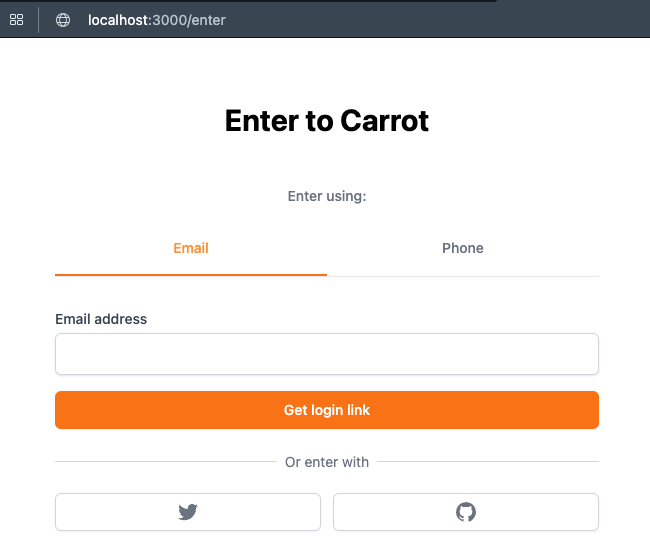 localhost:3000/enter
Enter to Carrot
Enter using:
Email
Phone
Email address
Get login link
Or enter with